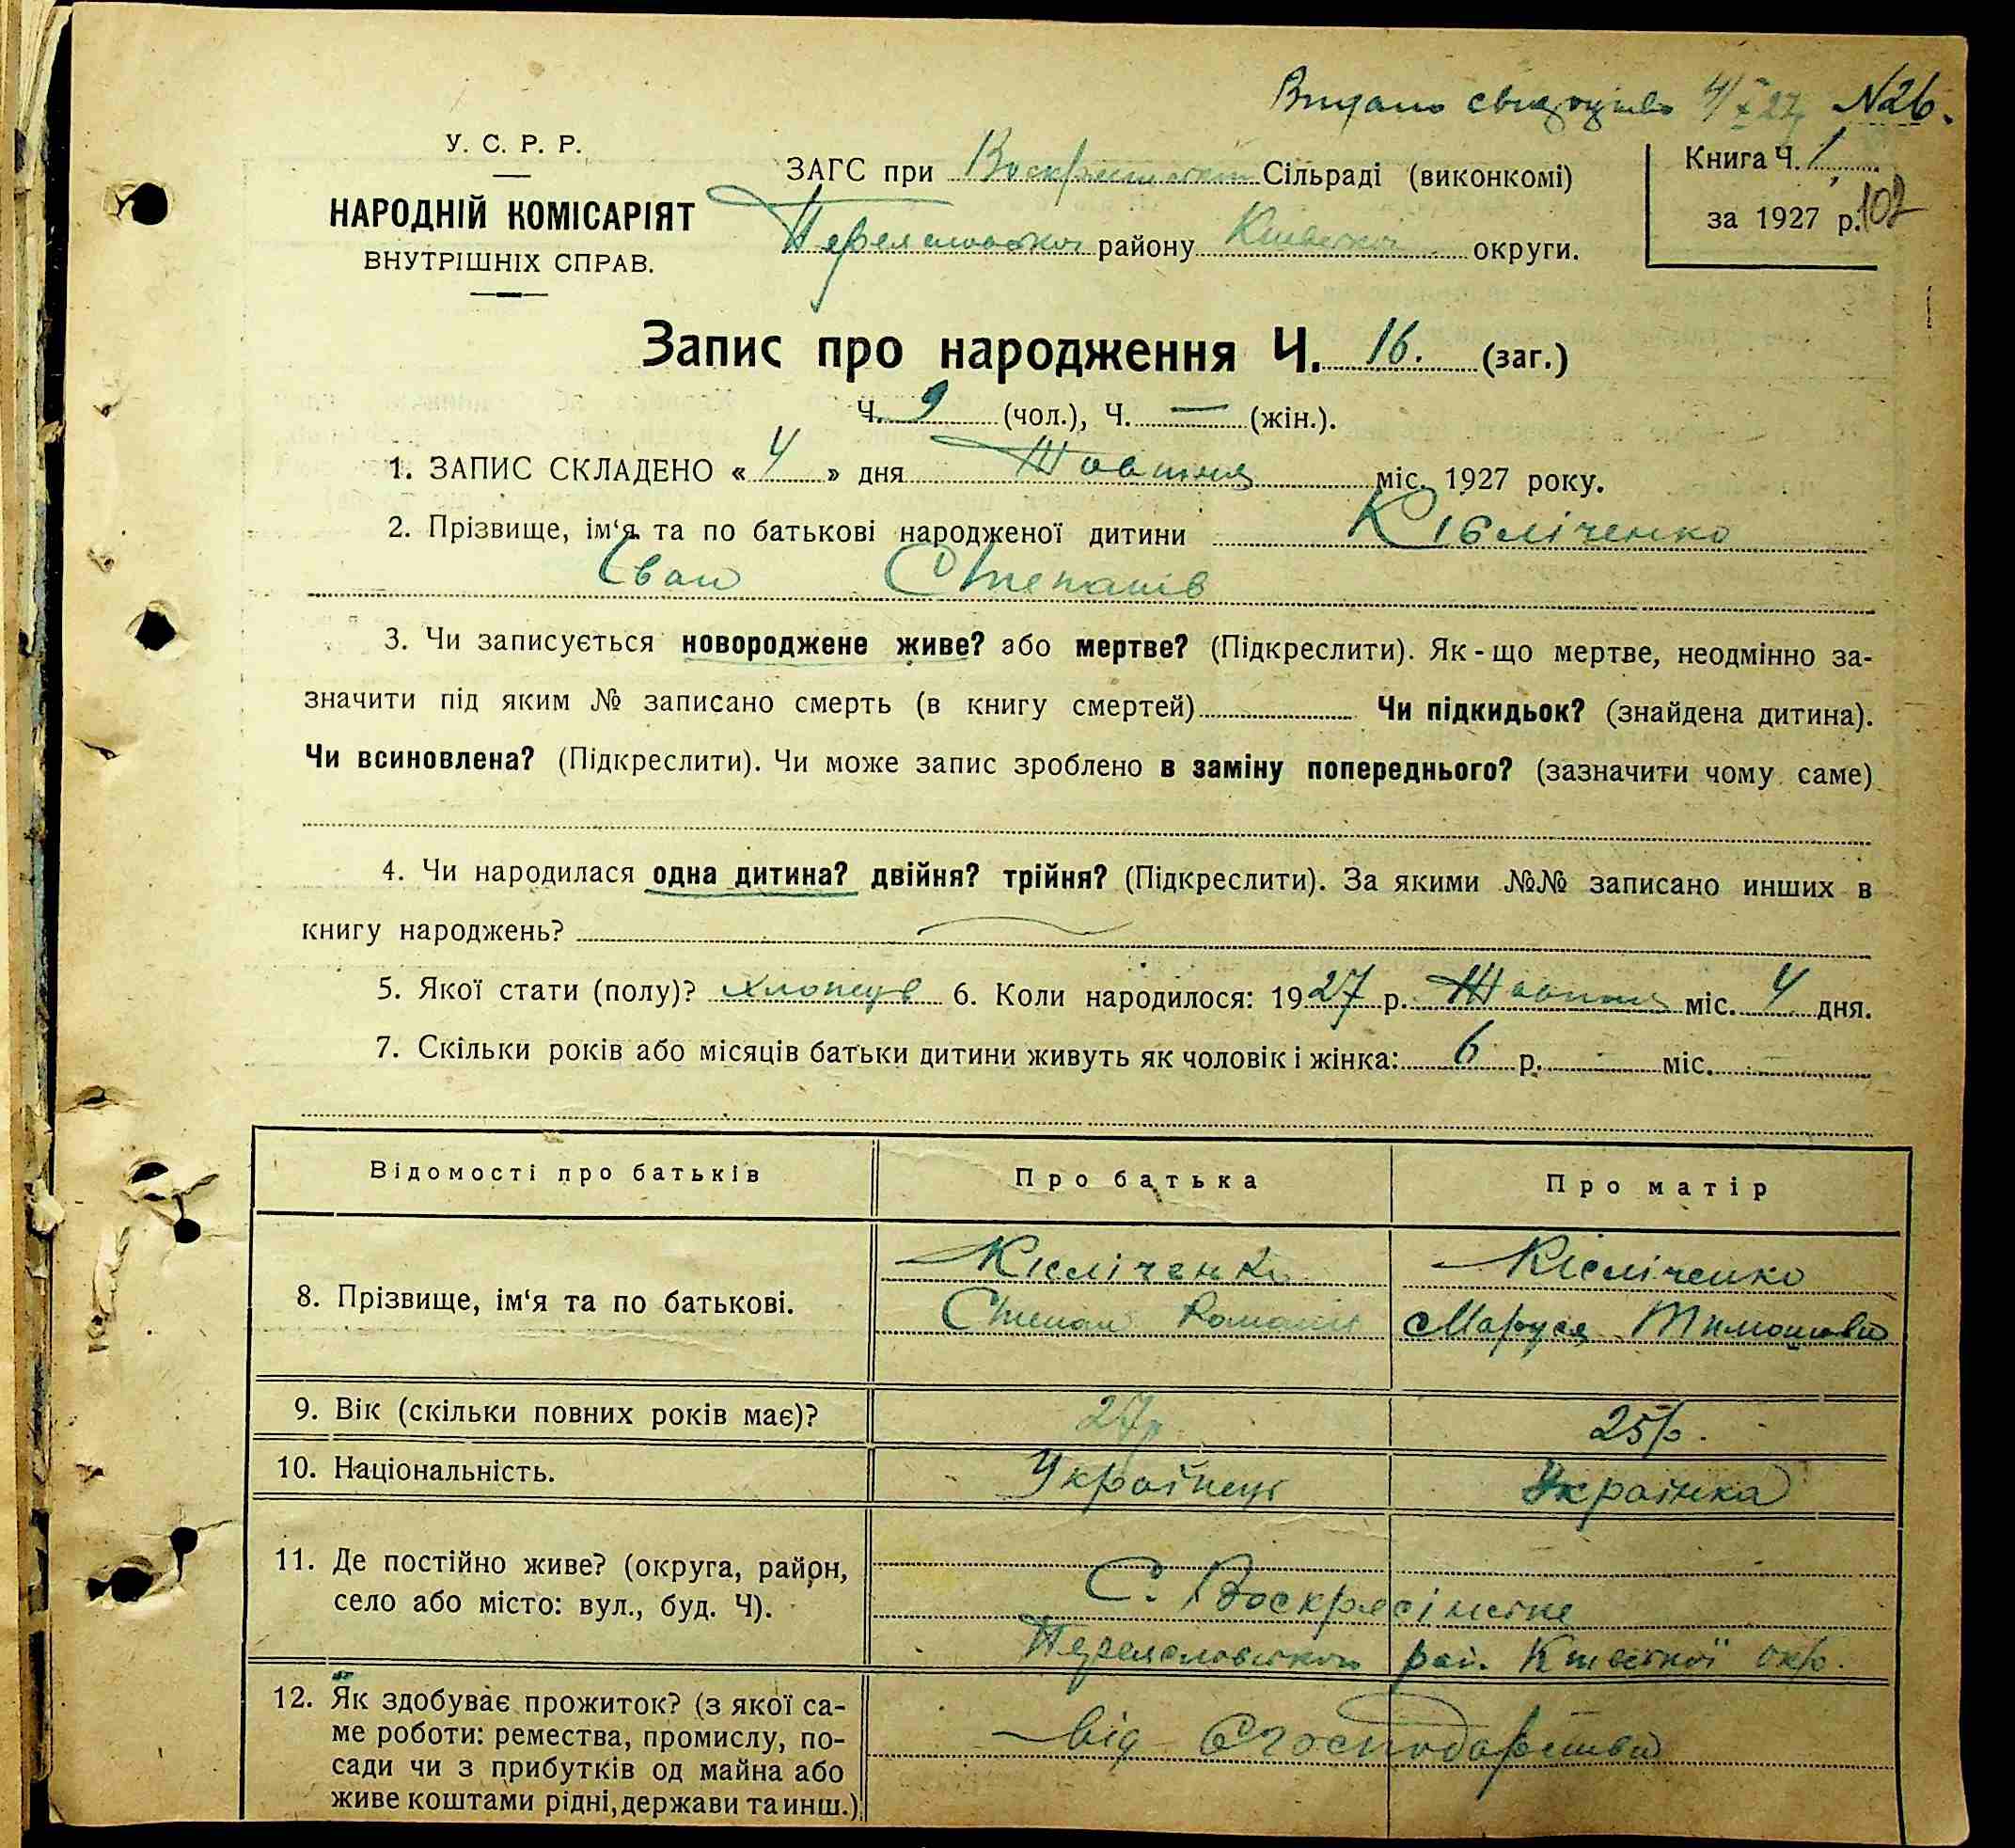 Видано свидоцтво 4/X 27 N26.
У. С. Р. Р.
НАРОДНІЙ КОМІСАРІЯТ
ВНУТРІШНІХ СПРАВ.
ЗАГС при Сільраді (виконкомі)
Переяславської району Київської округи.
Книга Ч. 1
за 1927 р. 102
Запис про народження Ч. 16. (заг.)
Ч. 9 (чол.), Ч. — (жін.).
1. ЗАПИС СКЛАДЕНО « 4 » дня Жовтня міс. 1927 року.
2. Прізвище, ім‘я та по батькові народженої дитини Кісліченко
Іван Степанів
3. Чи записується новороджене живе? або мертве? (Підкреслити). Як-що мертве, неодмінно за-
значити під яким № записано смерть (в книгу смертей) Чи підкидьок? (знайдена дитина).
Чи всиновлена? (Підкреслити). Чи може запис зроблено в заміну попереднього? (зазначити чому саме)
4. Чи народилася одна дитина? двійня? трійня? (Підкреслити). За якими №№ записано инших в
книгу народжень?
5. Якої стати (полу)? хлопець 6. Коли народилося: 1927 р. Жовтня міс. 4 дня.
7. Скільки років або місяців батьки дитини живуть як чоловік і жінка: 6 р. - міс.
Відомості про батьків Про батька Про матір
8. Прізвище, ім‘я та по батькові. Кісліченко Кісліченко
Степан Романів Маруся Тимошова
9. Вік (скільки повних років має)? 27р. 25р.
10. Національність. Українець Українка
11. Де постійно живе? (округа, район,
село або місто: вул., буд. Ч). С. Воскресінске
Переяславського рай. Київської окр.
12. Як здобуває прожиток? (з якої са-
ме роботи: ремества, промислу, по-
сади чи з прибутків од майна або
живе коштами рідні, держави та инш.)
від Сгосподарства